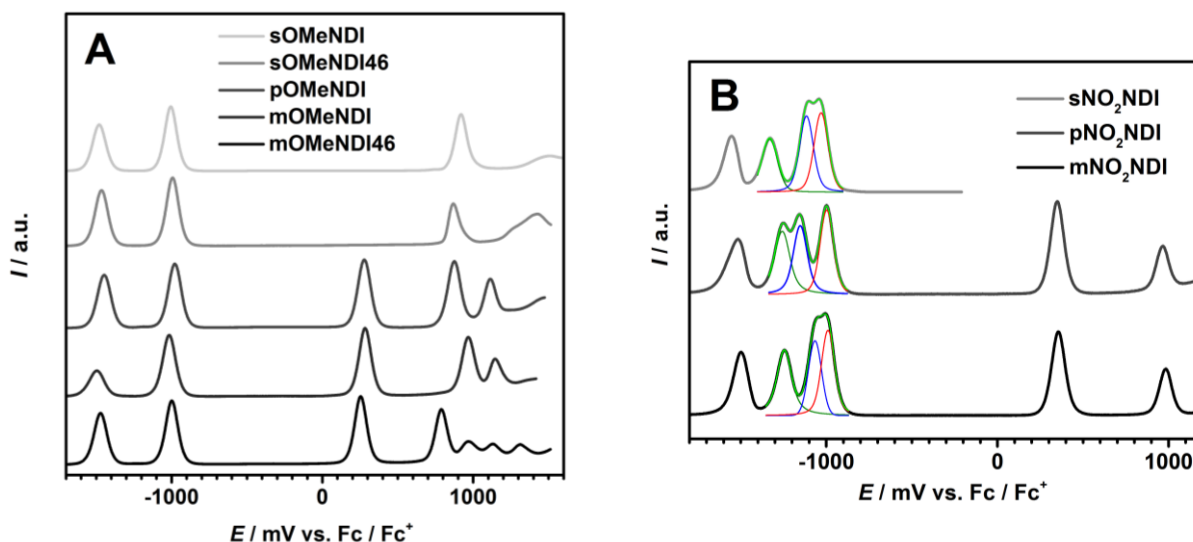 A
sOMeNDI
sOMeNDI46
pOMeNDI
mOMeNDI
mOMeNDI46
I / a.u.
-1000 0 1000
E / mV vs. Fc / Fc⁺
B
sNO₂NDI
pNO₂NDI
mNO₂NDI
I / a.u.
-1000 0 1000
E / mV vs. Fc / Fc⁺